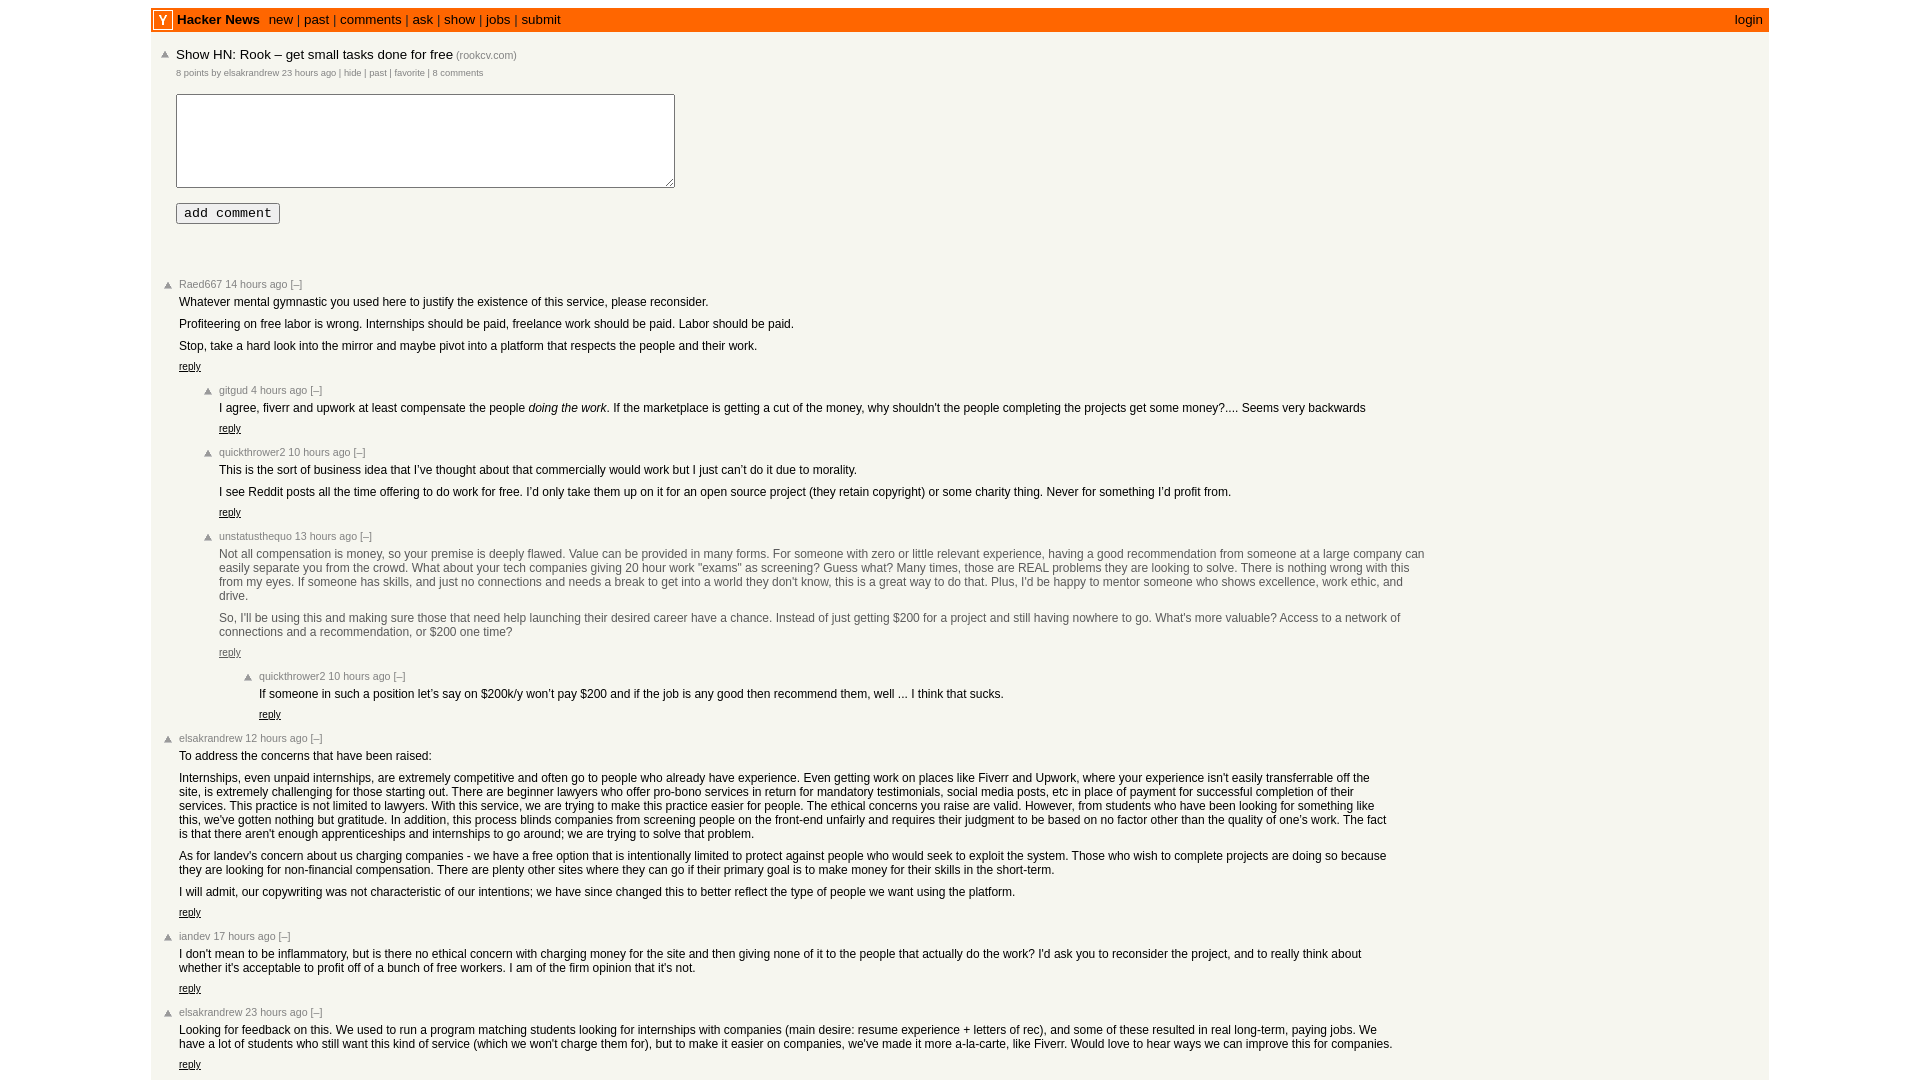 Y Hacker News new | past | comments | ask | show | jobs | submit login
Show HN: Rook – get small tasks done for free (rookcv.com)
8 points by elsakrandrew 23 hours ago | hide | past | favorite | 8 comments
add comment
Raed667 14 hours ago [–]
Whatever mental gymnastic you used here to justify the existence of this service, please reconsider.
Profiteering on free labor is wrong. Internships should be paid, freelance work should be paid. Labor should be paid.
Stop, take a hard look into the mirror and maybe pivot into a platform that respects the people and their work.
reply
gitgud 4 hours ago [–]
I agree, fiverr and upwork at least compensate the people doing the work. If the marketplace is getting a cut of the money, why shouldn't the people completing the projects get some money?.... Seems very backwards
reply
quickthrower2 10 hours ago [–]
This is the sort of business idea that I’ve thought about that commercially would work but I just can’t do it due to morality.
I see Reddit posts all the time offering to do work for free. I’d only take them up on it for an open source project (they retain copyright) or some charity thing. Never for something I’d profit from.
reply
unstatusthequo 13 hours ago [–]
Not all compensation is money, so your premise is deeply flawed. Value can be provided in many forms. For someone with zero or little relevant experience, having a good recommendation from someone at a large company can
easily separate you from the crowd. What about your tech companies giving 20 hour work "exams" as screening? Guess what? Many times, those are REAL problems they are looking to solve. There is nothing wrong with this
from my eyes. If someone has skills, and just no connections and needs a break to get into a world they don't know, this is a great way to do that. Plus, I'd be happy to mentor someone who shows excellence, work ethic, and
drive.
So, I'll be using this and making sure those that need help launching their desired career have a chance. Instead of just getting $200 for a project and still having nowhere to go. What's more valuable? Access to a network of
connections and a recommendation, or $200 one time?
reply
quickthrower2 10 hours ago [–]
If someone in such a position let’s say on $200k/y won’t pay $200 and if the job is any good then recommend them, well ... I think that sucks.
reply
elsakrandrew 12 hours ago [–]
To address the concerns that have been raised:
Internships, even unpaid internships, are extremely competitive and often go to people who already have experience. Even getting work on places like Fiverr and Upwork, where your experience isn't easily transferrable off the
site, is extremely challenging for those starting out. There are beginner lawyers who offer pro-bono services in return for mandatory testimonials, social media posts, etc in place of payment for successful completion of their
services. This practice is not limited to lawyers. With this service, we are trying to make this practice easier for people. The ethical concerns you raise are valid. However, from students who have been looking for something like
this, we've gotten nothing but gratitude. In addition, this process blinds companies from screening people on the front-end unfairly and requires their judgment to be based on no factor other than the quality of one’s work. The fact
is that there aren't enough apprenticeships and internships to go around; we are trying to solve that problem.
As for landev's concern about us charging companies - we have a free option that is intentionally limited to protect against people who would seek to exploit the system. Those who wish to complete projects are doing so because
they are looking for non-financial compensation. There are plenty other sites where they can go if their primary goal is to make money for their skills in the short-term.
I will admit, our copywriting was not characteristic of our intentions; we have since changed this to better reflect the type of people we want using the platform.
reply
iandev 17 hours ago [–]
I don't mean to be inflammatory, but is there no ethical concern with charging money for the site and then giving none of it to the people that actually do the work? I'd ask you to reconsider the project, and to really think about
whether it's acceptable to profit off of a bunch of free workers. I am of the firm opinion that it's not.
reply
elsakrandrew 23 hours ago [–]
Looking for feedback on this. We used to run a program matching students looking for internships with companies (main desire: resume experience + letters of rec), and some of these resulted in real long-term, paying jobs. We
have a lot of students who still want this kind of service (which we won't charge them for), but to make it easier on companies, we've made it more a-la-carte, like Fiverr. Would love to hear ways we can improve this for companies.
reply